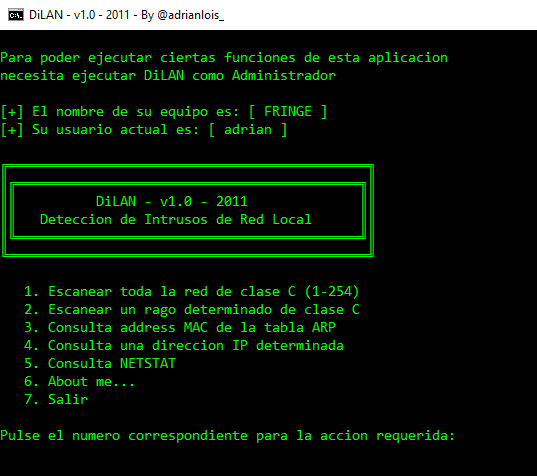 DiLAN - v1.0 - 2011 - By @adrianlois_
Para poder ejecutar ciertas funciones de esta aplicacion
necesita ejecutar DiLAN como Administrador
[+] El nombre de su equipo es: [ FRINGE ]
[+] Su usuario actual es: [ adrian ]
DiLAN - v1.0 - 2011
Deteccion de Intrusos de Red Local
1. Escanear toda la red de clase C (1-254)
2. Escanear un rago determinado de clase C
3. Consulta address MAC de la tabla ARP
4. Consulta una direccion IP determinada
5. Consulta NETSTAT
6. About me...
7. Salir
Pulse el numero correspondiente para la accion requerida: